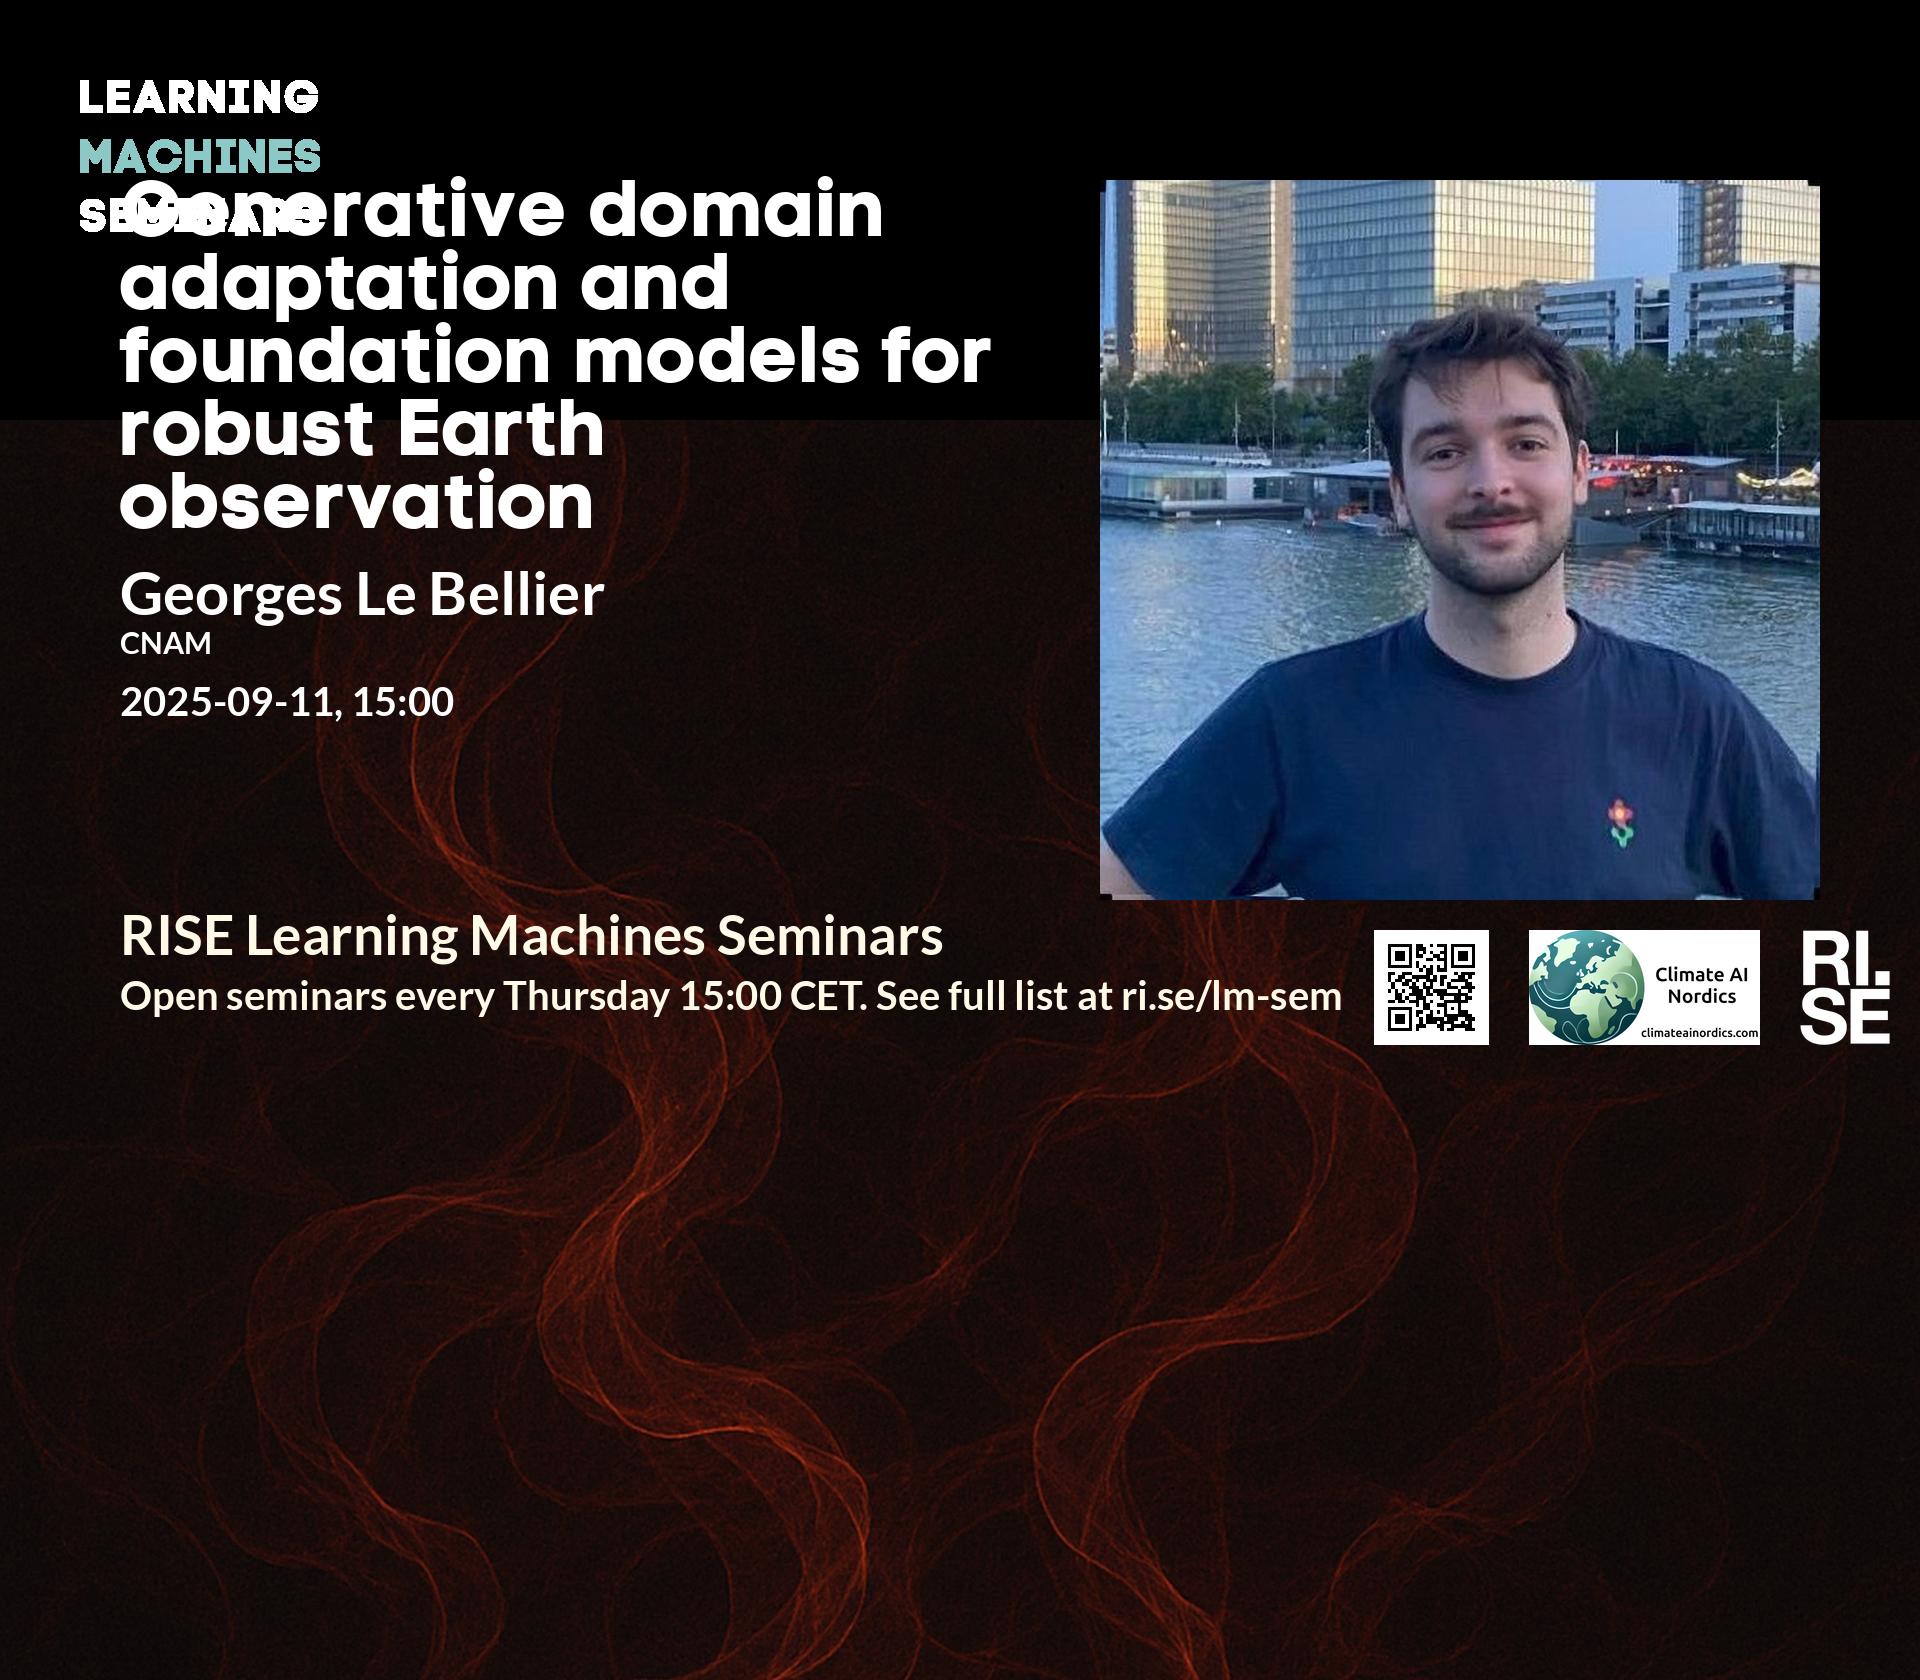 LEARNING
MACHINES
SEMINARS
Generative domain
adaptation and
foundation models for
robust Earth
observation
Georges Le Bellier
CNAM
2025-09-11, 15:00
RISE Learning Machines Seminars
Open seminars every Thursday 15:00 CET. See full list at ri.se/lm-sem
Climate AI
Nordics
climateainordics.com
RI.
SE